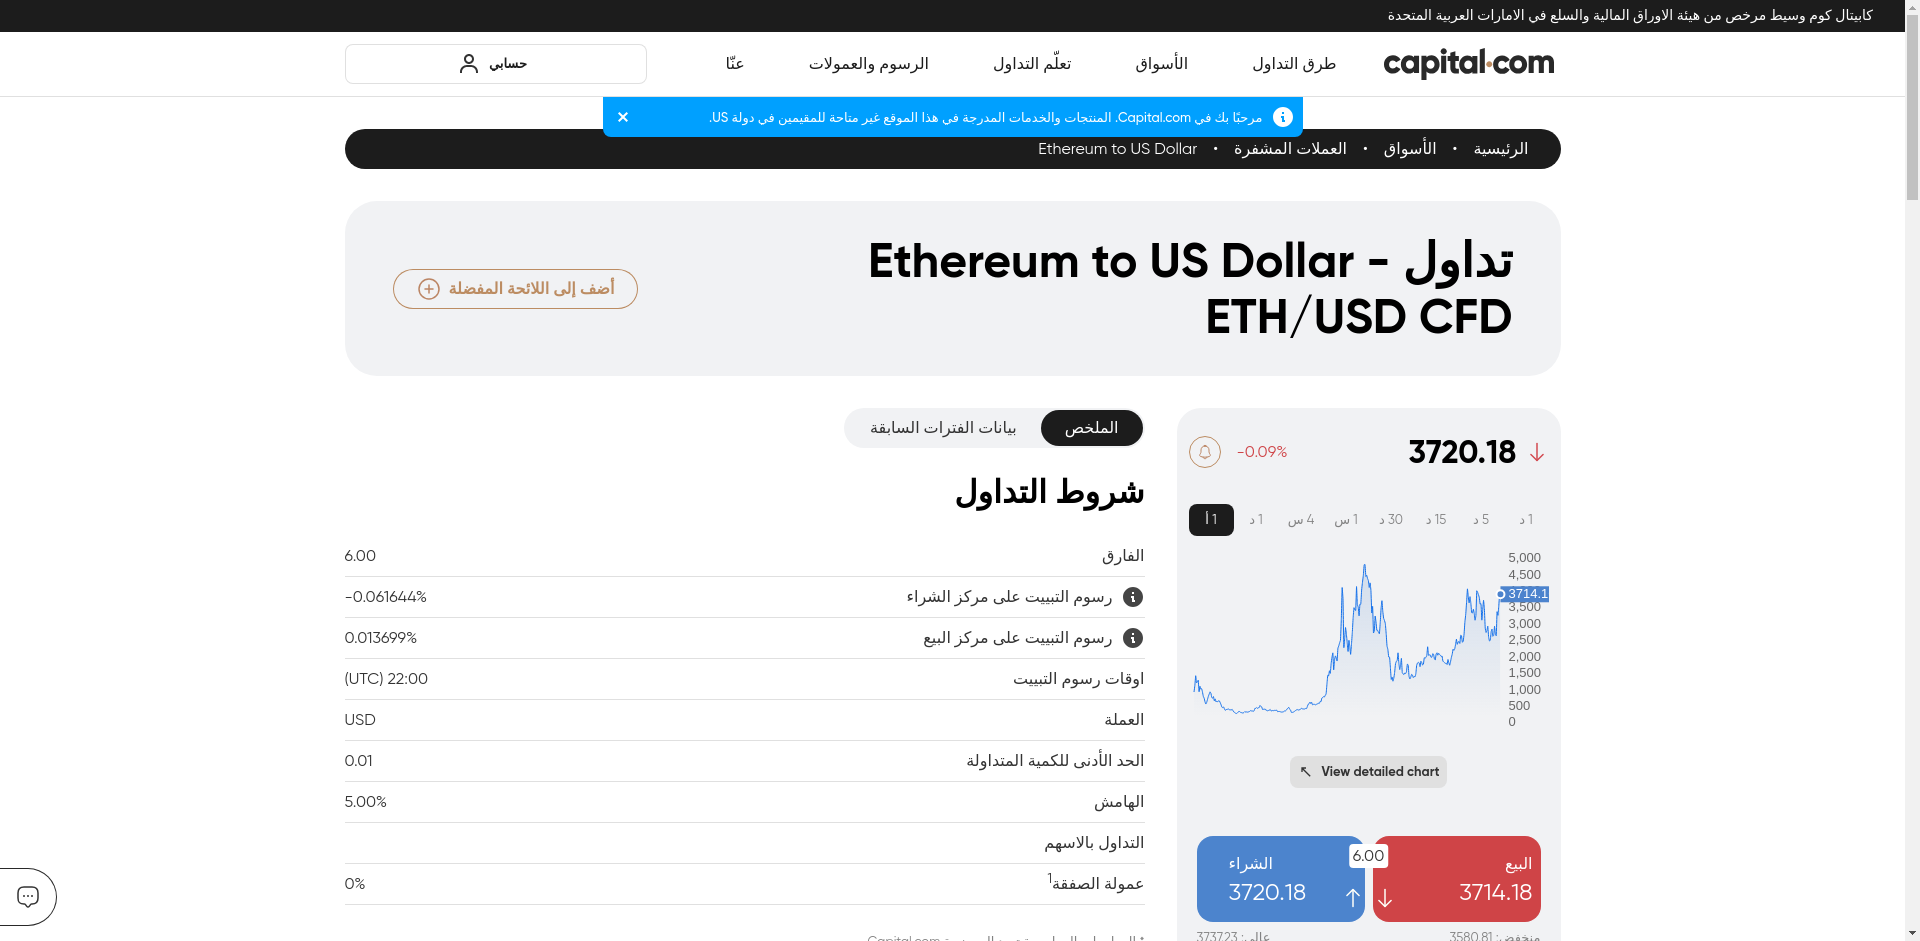 كابيتال كوم وسيط مرخص من هيئة الاوراق المالية والسلع في الامارات العربية المتحدة
capital.com
طرق التداول
الأسواق
تعلّم التداول
الرسوم والعمولات
عنّا
حسابي
مرحبًا بك في Capital.com. المنتجات والخدمات المدرجة في هذا الموقع غير متاحة للمقيمين في دولة US.
الرئيسية • الأسواق • العملات المشفرة • Ethereum to US Dollar
تداول Ethereum to US Dollar -
ETH/USD CFD
أضف إلى اللائحة المفضلة
3720.18
-0.09%
1 د
5 د
15 د
30 د
1 س
4 س
1 د
1 أ
5,000
4,500
3714.1
3,500
3,000
2,500
2,000
1,500
1,000
500
0
View detailed chart
البيع
3714.18
6.00
الشراء
3720.18
منخفض: 3580.81
عالي: 3737.23
الملخص
بيانات الفترات السابقة
شروط التداول
الفارق 6.00
رسوم التبييت على مركز الشراء -0.061644%
رسوم التبييت على مركز البيع 0.013699%
اوقات رسوم التبييت 22:00 (UTC)
العملة USD
الحد الأدنى للكمية المتداولة 0.01
الهامش 5.00%
التداول بالاسهم
عمولة الصفقة1 0%